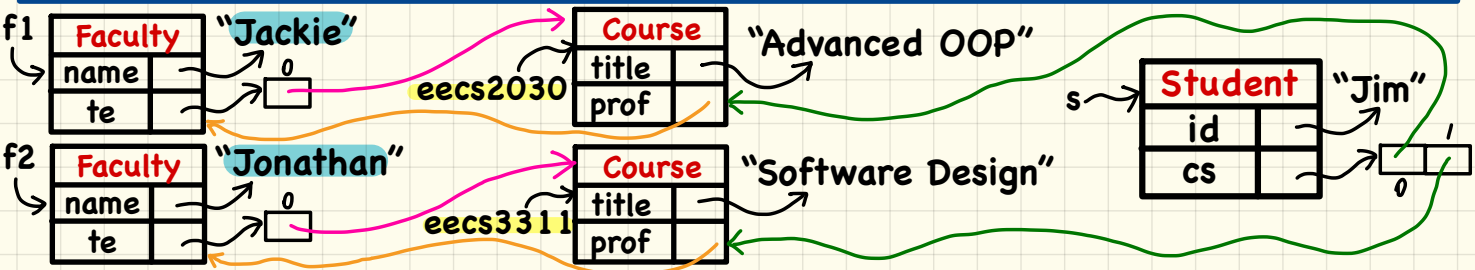 f1
Faculty
name
te
"Jackie"
0
eecs2030
Course
title
prof
"Advanced OOP"
s
Student
id
cs
"Jim"
0
1
f2
Faculty
name
te
"Jonathan"
0
eecs3311
Course
title
prof
"Software Design"